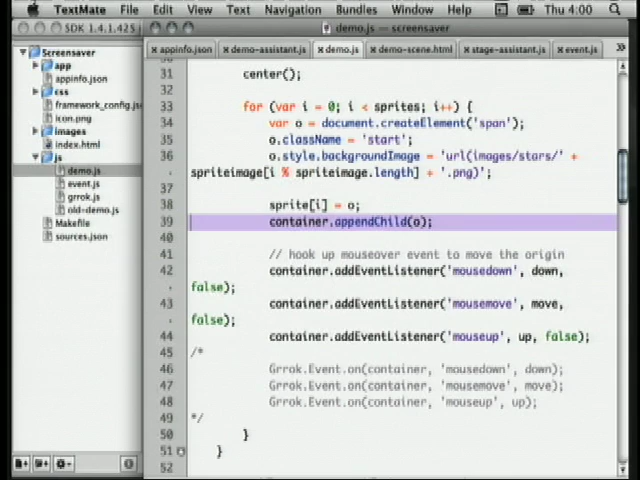 TextMate File Edit View Text Navigation Bundles Window Help Thu 4:00
SDK 1.4.1.425
demo.js — screensaver
appinfo.json demo-assistant.js demo.js demo-scene.html stage-assistant.js event.js
Screensaver
app
appinfo.json
css
framework_config.js
icon.png
images
index.html
js
demo.js
event.js
grrok.js
old-demo.js
Makefile
sources.json
31 center();
32
33 for (var i = 0; i < sprites; i++) {
34 var o = document.createElement('span');
35 o.className = 'start';
36 o.style.backgroundImage = 'url(images/stars/' +
spriteimage[i % spriteimage.length] + '.png)';
37
38 sprite[i] = o;
39 container.appendChild(o);
40
41 // hook up mouseover event to move the origin
42 container.addEventListener('mousedown', down,
false);
43 container.addEventListener('mousemove', move,
false);
44 container.addEventListener('mouseup', up, false);
45 /*
46 Grrok.Event.on(container, 'mousedown', down);
47 Grrok.Event.on(container, 'mousemove', move);
48 Grrok.Event.on(container, 'mouseup', up);
49 */
50 }
51 }
52